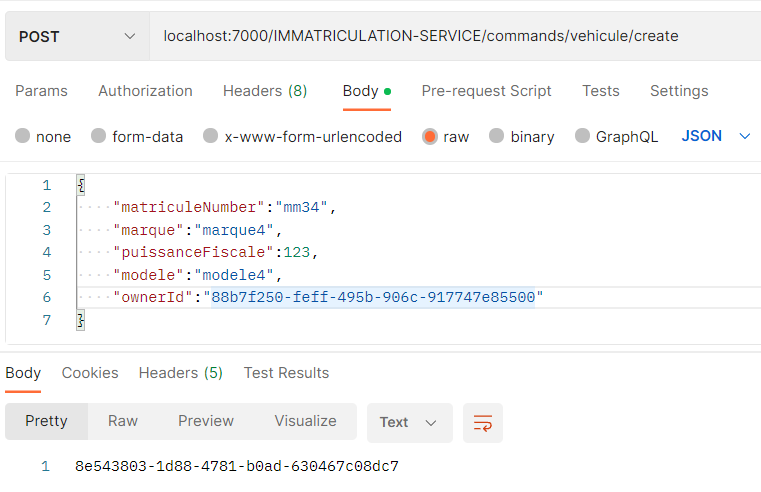 POST localhost:7000/IMMATRICULATION-SERVICE/commands/vehicule/create
Params Authorization Headers (8) Body Pre-request Script Tests Settings
none form-data x-www-form-urlencoded raw binary GraphQL JSON
1 {
2 "matriculeNumber":"mm34",
3 "marque":"marque4",
4 "puissanceFiscale":123,
5 "modele":"modele4",
6 "ownerId":"88b7f250-feff-495b-906c-917747e85500"
7 }
Body Cookies Headers (5) Test Results
Pretty Raw Preview Visualize Text
1 8e543803-1d88-4781-b0ad-630467c08dc7